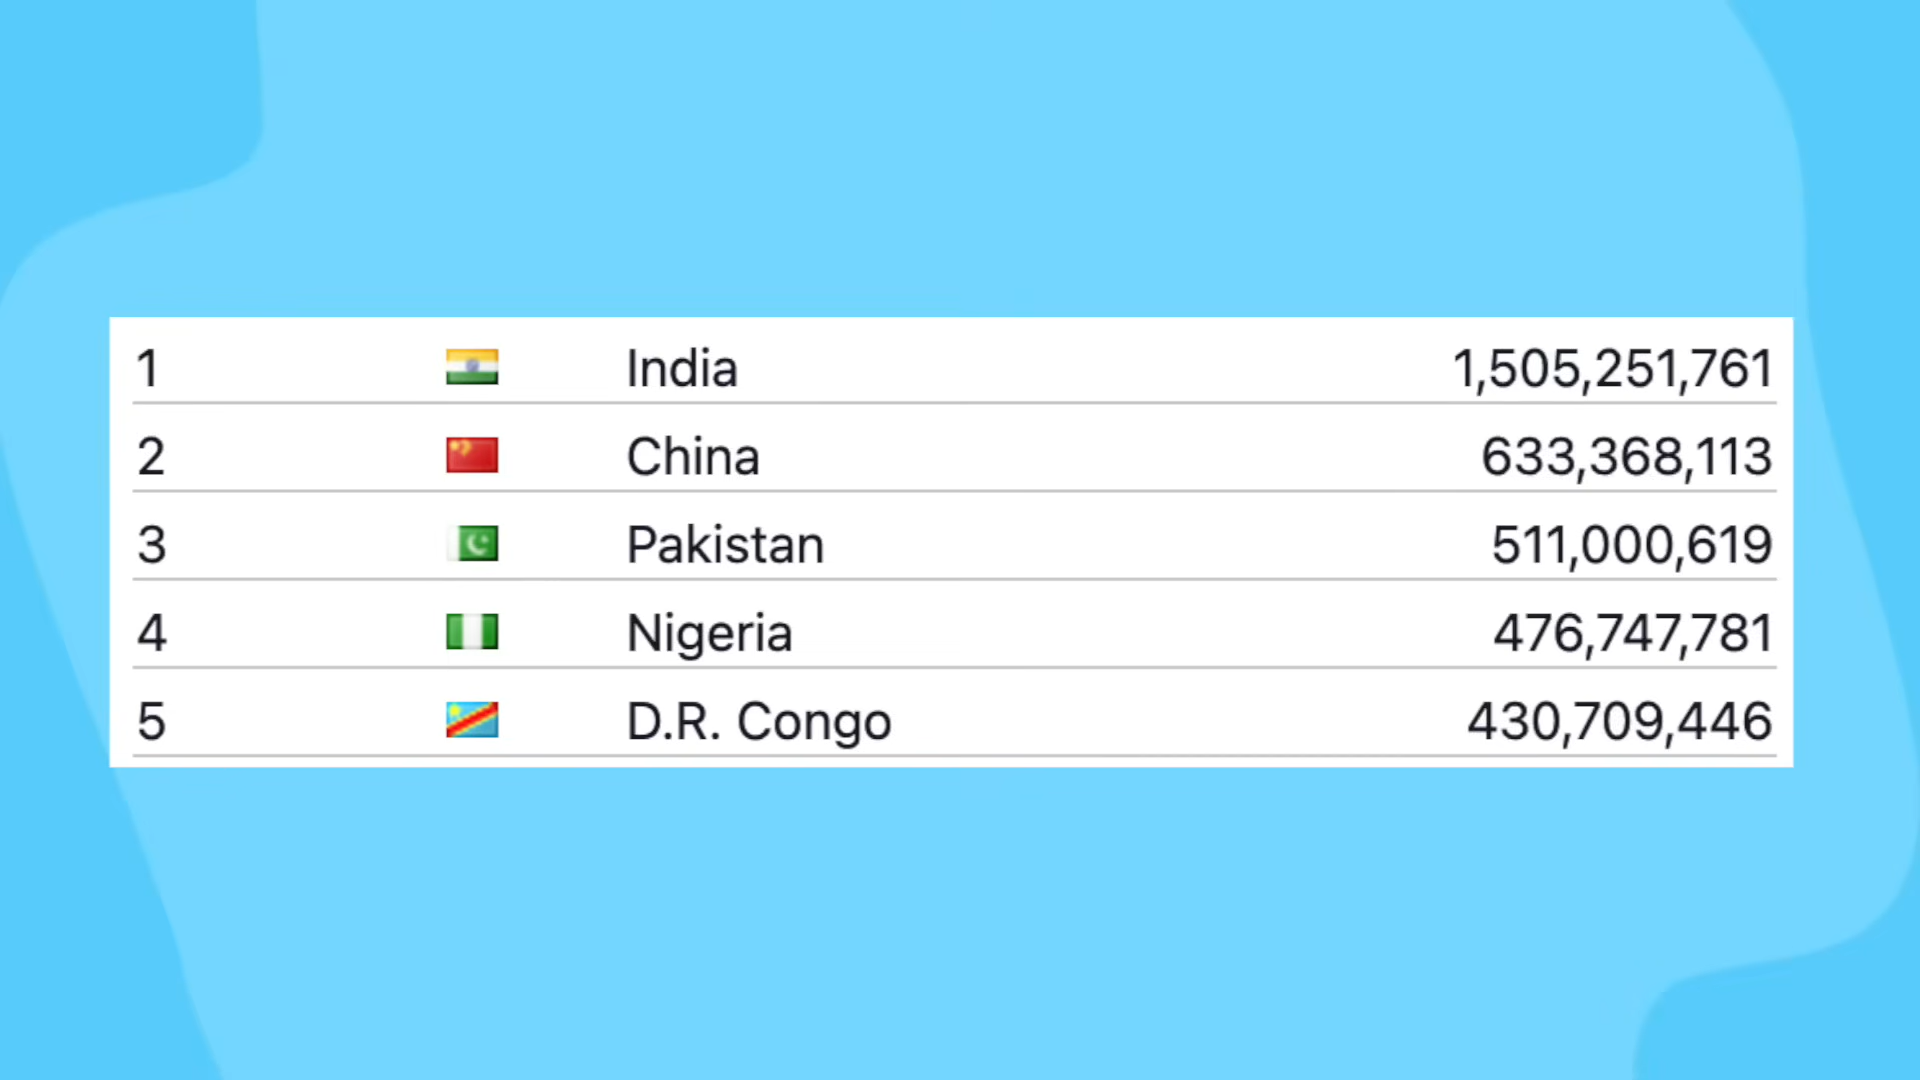 1 India 1,505,251,761
2 China 633,368,113
3 Pakistan 511,000,619
4 Nigeria 476,747,781
5 D.R. Congo 430,709,446